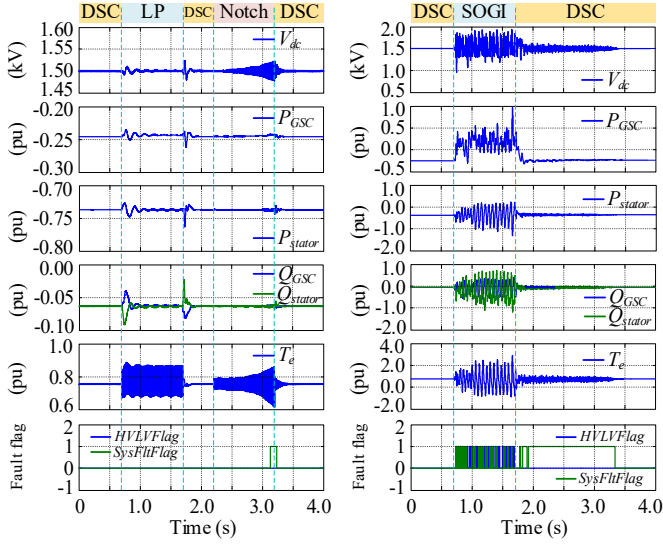 DSC LP DSC Notch DSC
1.60
1.55
1.50
1.45
(kV)
V_dc
-0.20
-0.25
-0.30
(pu)
P_GSC
-0.70
-0.75
-0.80
(pu)
P_stator
0.00
-0.05
-0.10
(pu)
Q_GSC
Q_stator
1.0
0.8
0.6
(pu)
T_e
2
1
0
-1
Fault flag
HVLVFlag
SysFltFlag
0 1.0 2.0 3.0 4.0
Time (s)
DSC SOGI DSC
2.0
1.5
1.0
0.5
(kV)
V_dc
1.0
0.5
0.0
-0.5
(pu)
P_GSC
1.0
0.0
-1.0
-2.0
(pu)
P_stator
1.0
0.0
-1.0
-2.0
(pu)
Q_GSC
Q_stator
4.0
2.0
0.0
-2.0
(pu)
T_e
2
1
0
-1
Fault flag
HVLVFlag
SysFltFlag
0 1.0 2.0 3.0 4.0
Time (s)